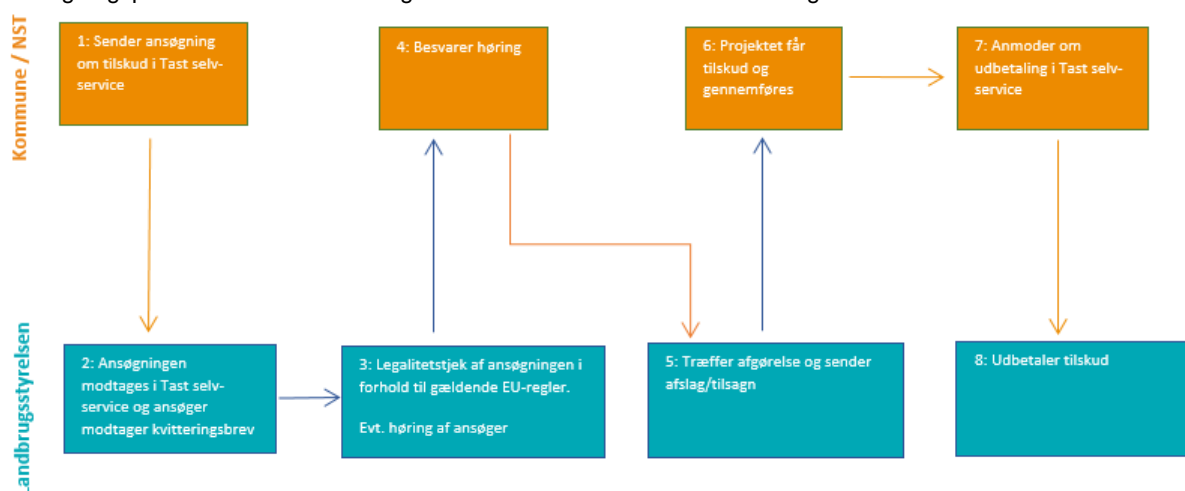 Kommune / NST
1: Sender ansøgning
om tilskud i Tast selv-
service
4: Besvarer høring
6: Projektet får
tilskud og
gennemføres
7: Anmoder om
udbetaling i Tast selv-
service
Landbrugsstyrelsen
2: Ansøgningen
modtages i Tast selv-
service og ansøger
modtager kvitteringsbrev
3: Legalitetstjek af ansøgningen i
forhold til gældende EU-regler.
Evt. høring af ansøger
5: Træffer afgørelse og sender
afslag/tilsagn
8: Udbetaler tilskud